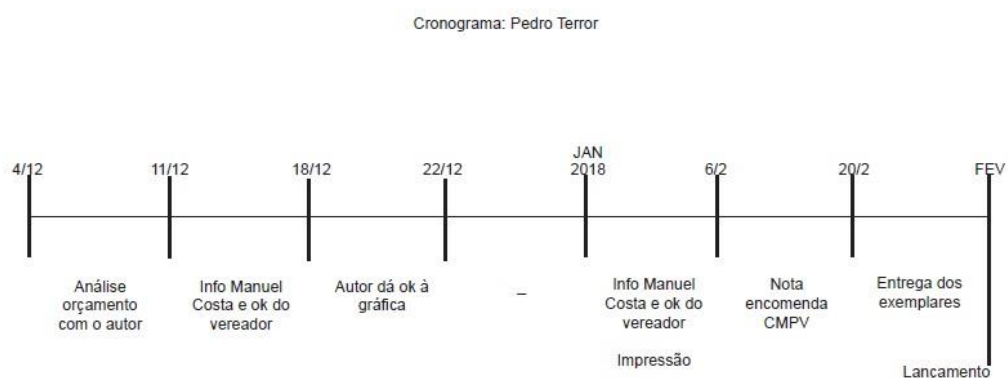 Cronograma: Pedro Terror
4/12
11/12
18/12
22/12
JAN
2018
6/2
20/2
FEV
Análise
orçamento
com o autor
Info Manuel
Costa e ok do
vereador
Autor dá ok à
gráfica
–
Info Manuel
Costa e ok do
vereador
Impressão
Nota
encomenda
CMPV
Entrega dos
exemplares
Lançamento